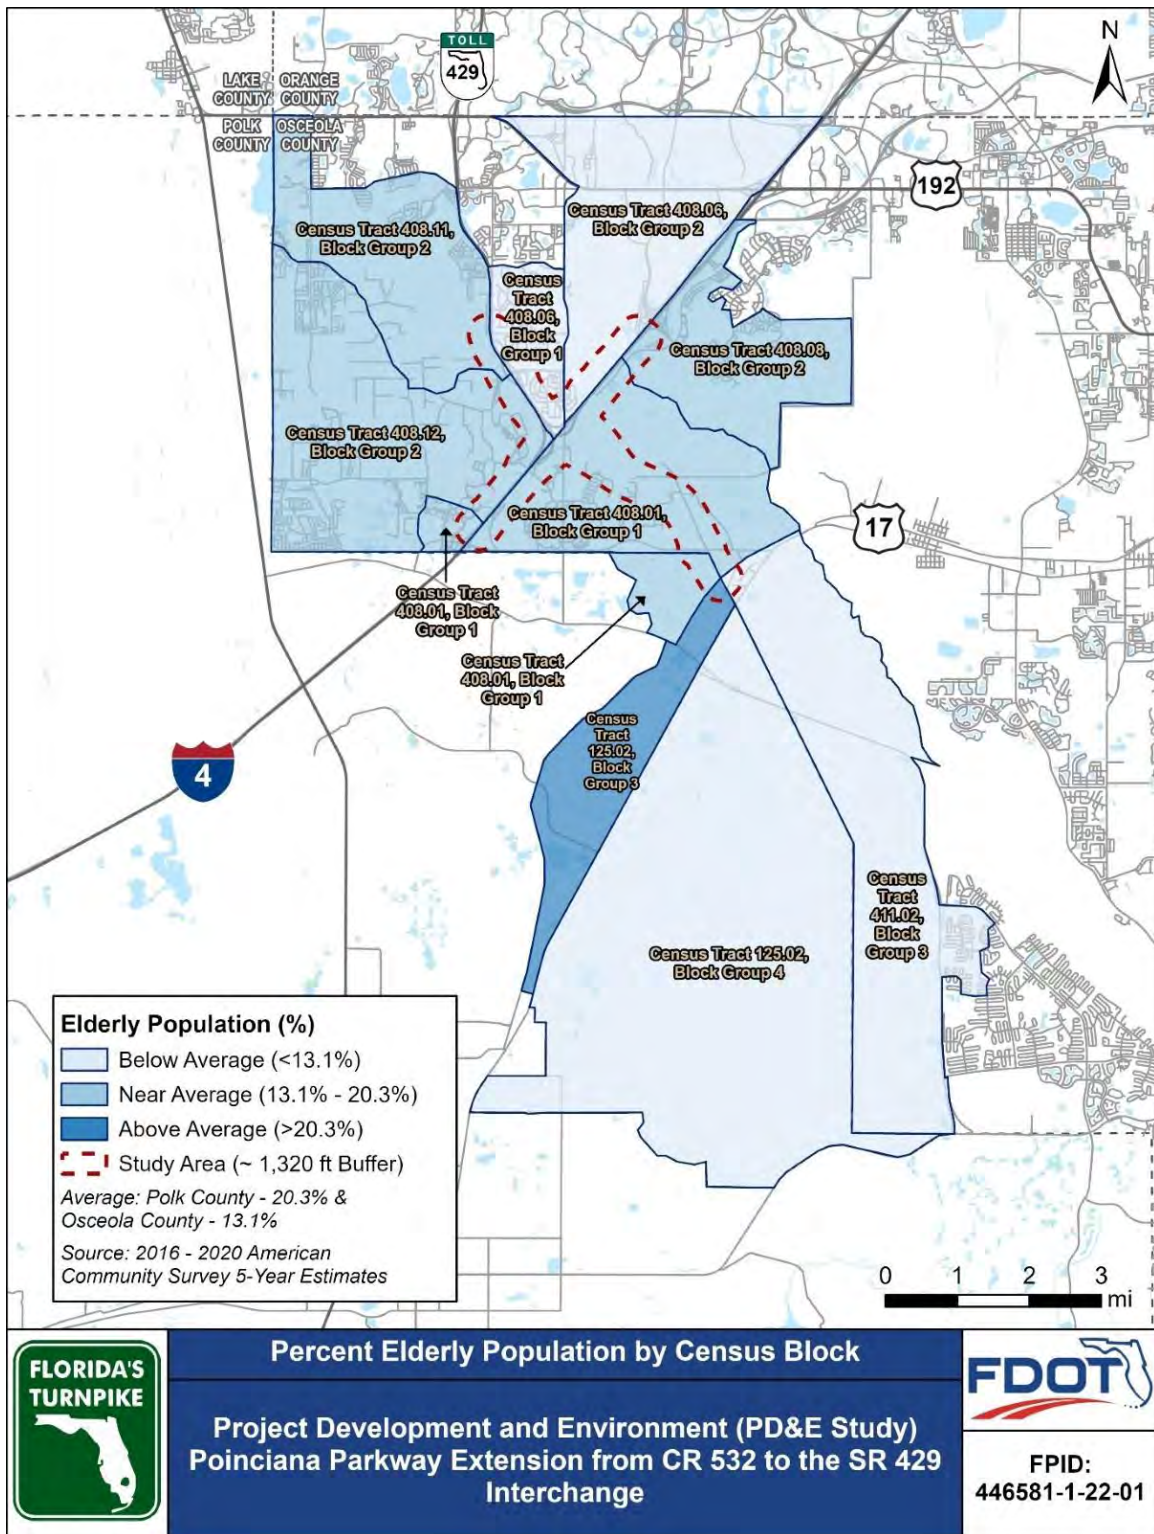 N
TOLL
429
LAKE
COUNTY
ORANGE
COUNTY
POLK
COUNTY
OSCEOLA
COUNTY
192
Census Tract 408.11,
Block Group 2
Census Tract 408.06,
Block Group 2
Census
Tract
408.06,
Block
Group 1
Census Tract 408.08,
Block Group 2
Census Tract 408.12,
Block Group 2
Census Tract 408.01,
Block Group 1
17
Census Tract
408.01, Block
Group 1
Census Tract
408.01, Block
Group 1
Census
Tract
125.02,
Block
Group 3
4
Census
Tract
411.02,
Block
Group 3
Census Tract 125.02,
Block Group 4
Elderly Population (%)
Below Average (<13.1%)
Near Average (13.1% - 20.3%)
Above Average (>20.3%)
Study Area (~ 1,320 ft Buffer)
Average: Polk County - 20.3% &
Osceola County - 13.1%
Source: 2016 - 2020 American
Community Survey 5-Year Estimates
0 1 2 3
mi
FLORIDA'S
TURNPIKE
Percent Elderly Population by Census Block
Project Development and Environment (PD&E Study)
Poinciana Parkway Extension from CR 532 to the SR 429
Interchange
FDOT
FPID:
446581-1-22-01